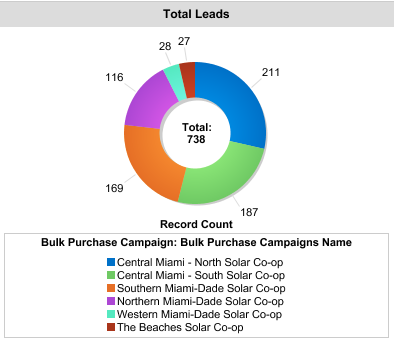 Total Leads
28
27
116
211
Total:
738
169
187
Record Count
Bulk Purchase Campaign: Bulk Purchase Campaigns Name
Central Miami - North Solar Co-op
Central Miami - South Solar Co-op
Southern Miami-Dade Solar Co-op
Northern Miami-Dade Solar Co-op
Western Miami-Dade Solar Co-op
The Beaches Solar Co-op